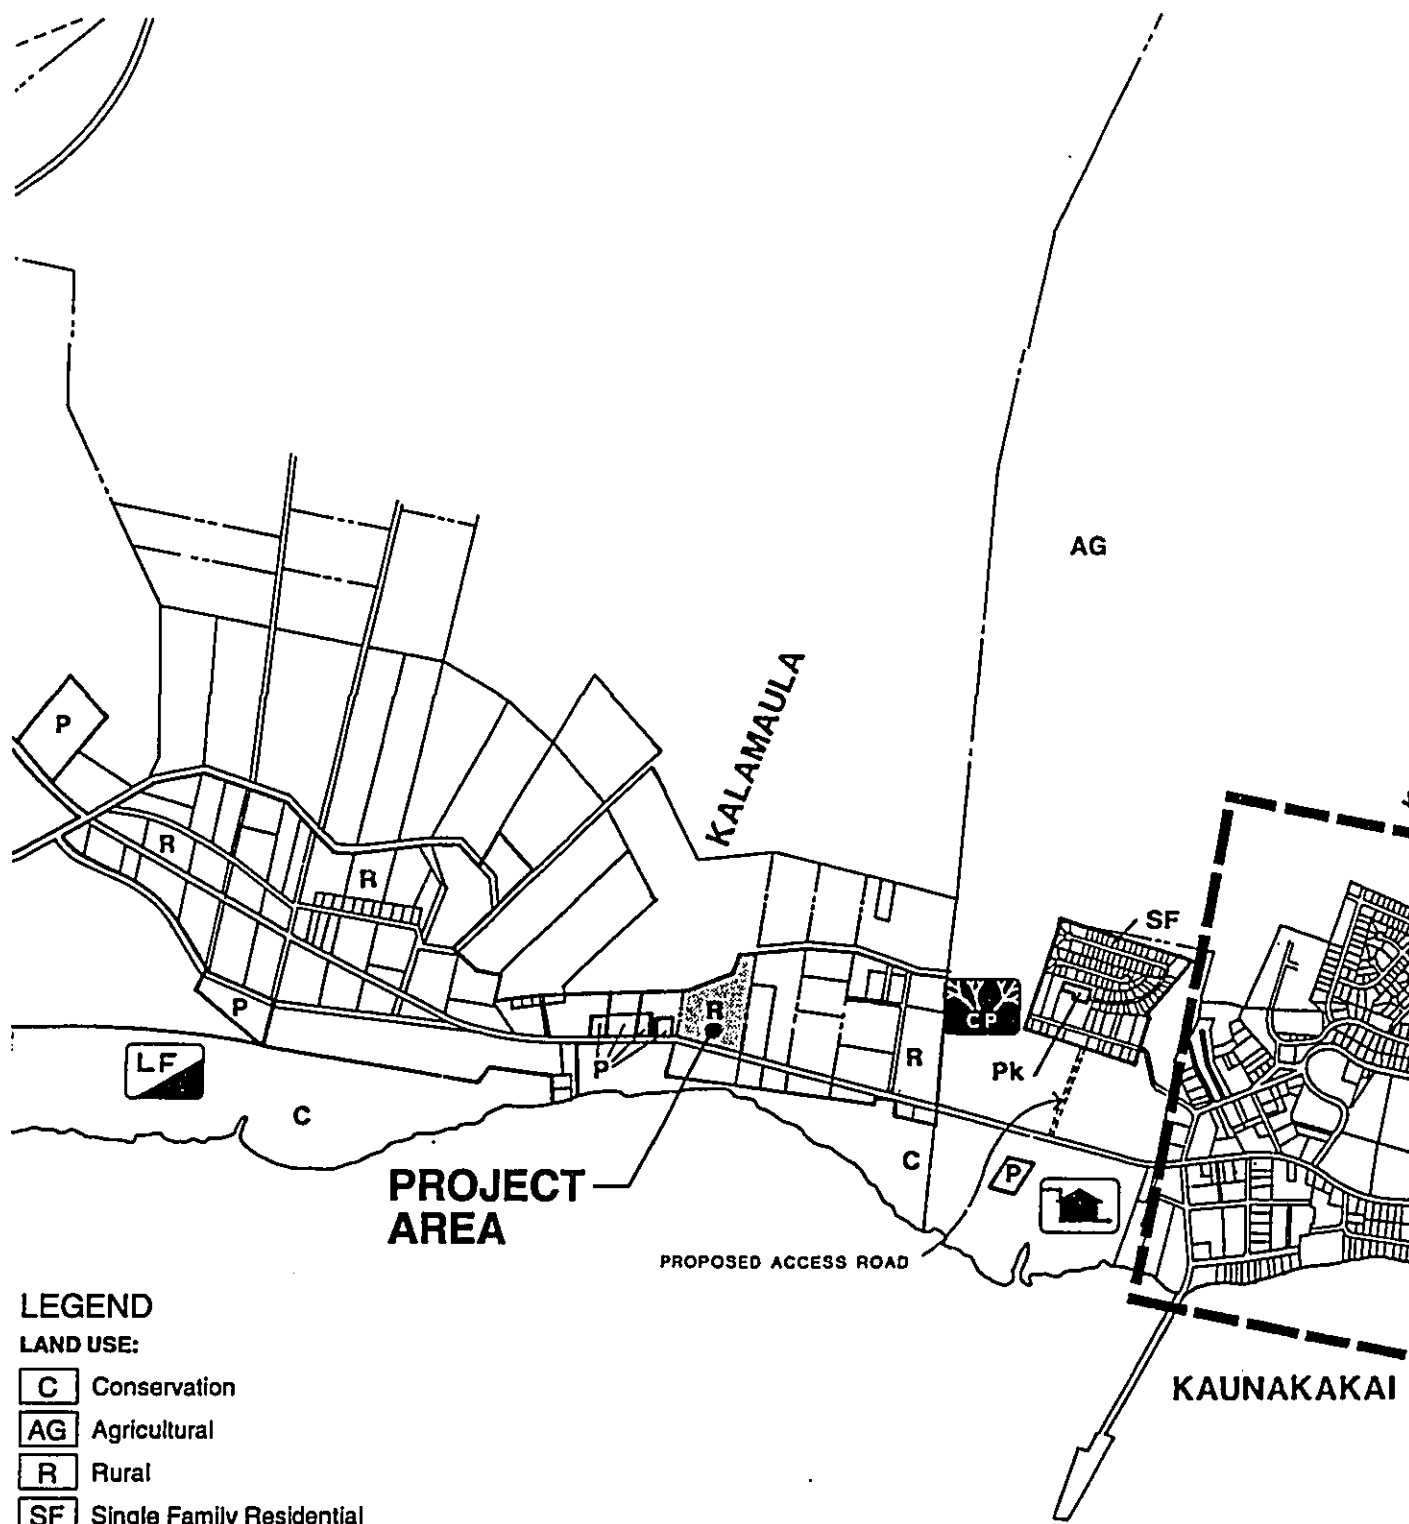 AG
KALAMAULA
P
R
R
SF
P
R
CP
P
R
Pk
LF
C
C
P
PROJECT
AREA
PROPOSED ACCESS ROAD
KAUNAKAKAI
LEGEND
LAND USE:
C Conservation
AG Agricultural
R Rural
SF Single Family Residential